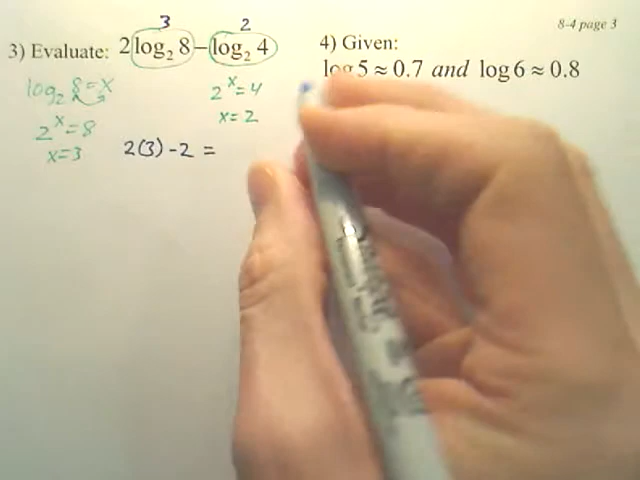 8-4 page 3
3 2
3) Evaluate: 2log₂ 8−log₂ 4
4) Given:
log 5 ≈ 0.7 and log 6 ≈ 0.8
log₂ 8 = x
2ˣ = 8
x = 3
2ˣ = 4
x = 2
2(3) - 2 =